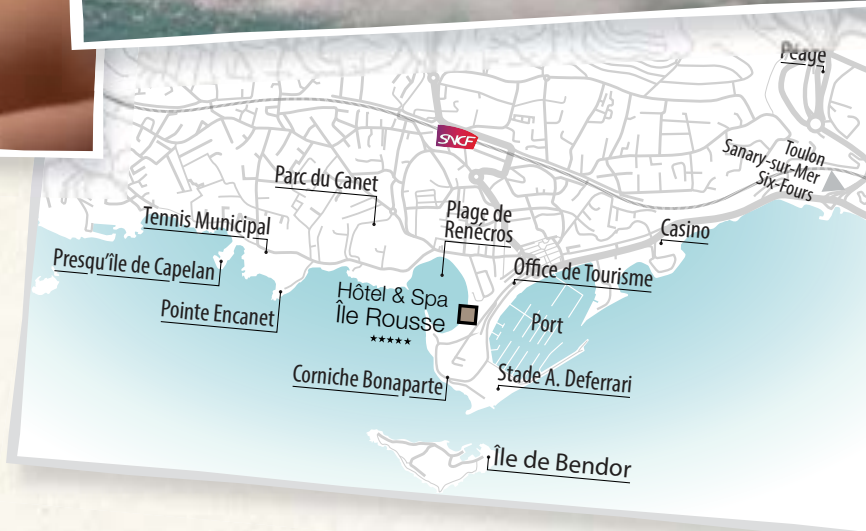 Péage
SNCF
Toulon
Sanary-sur-Mer
Six-Fours
Parc du Canet
Plage de
Renécros
Tennis Municipal
Casino
Presqu'île de Capelan
Office de Tourisme
Hôtel & Spa
Île Rousse
★★★★★
Pointe Encanet
Port
Corniche Bonaparte
Stade A. Deferrari
Île de Bendor